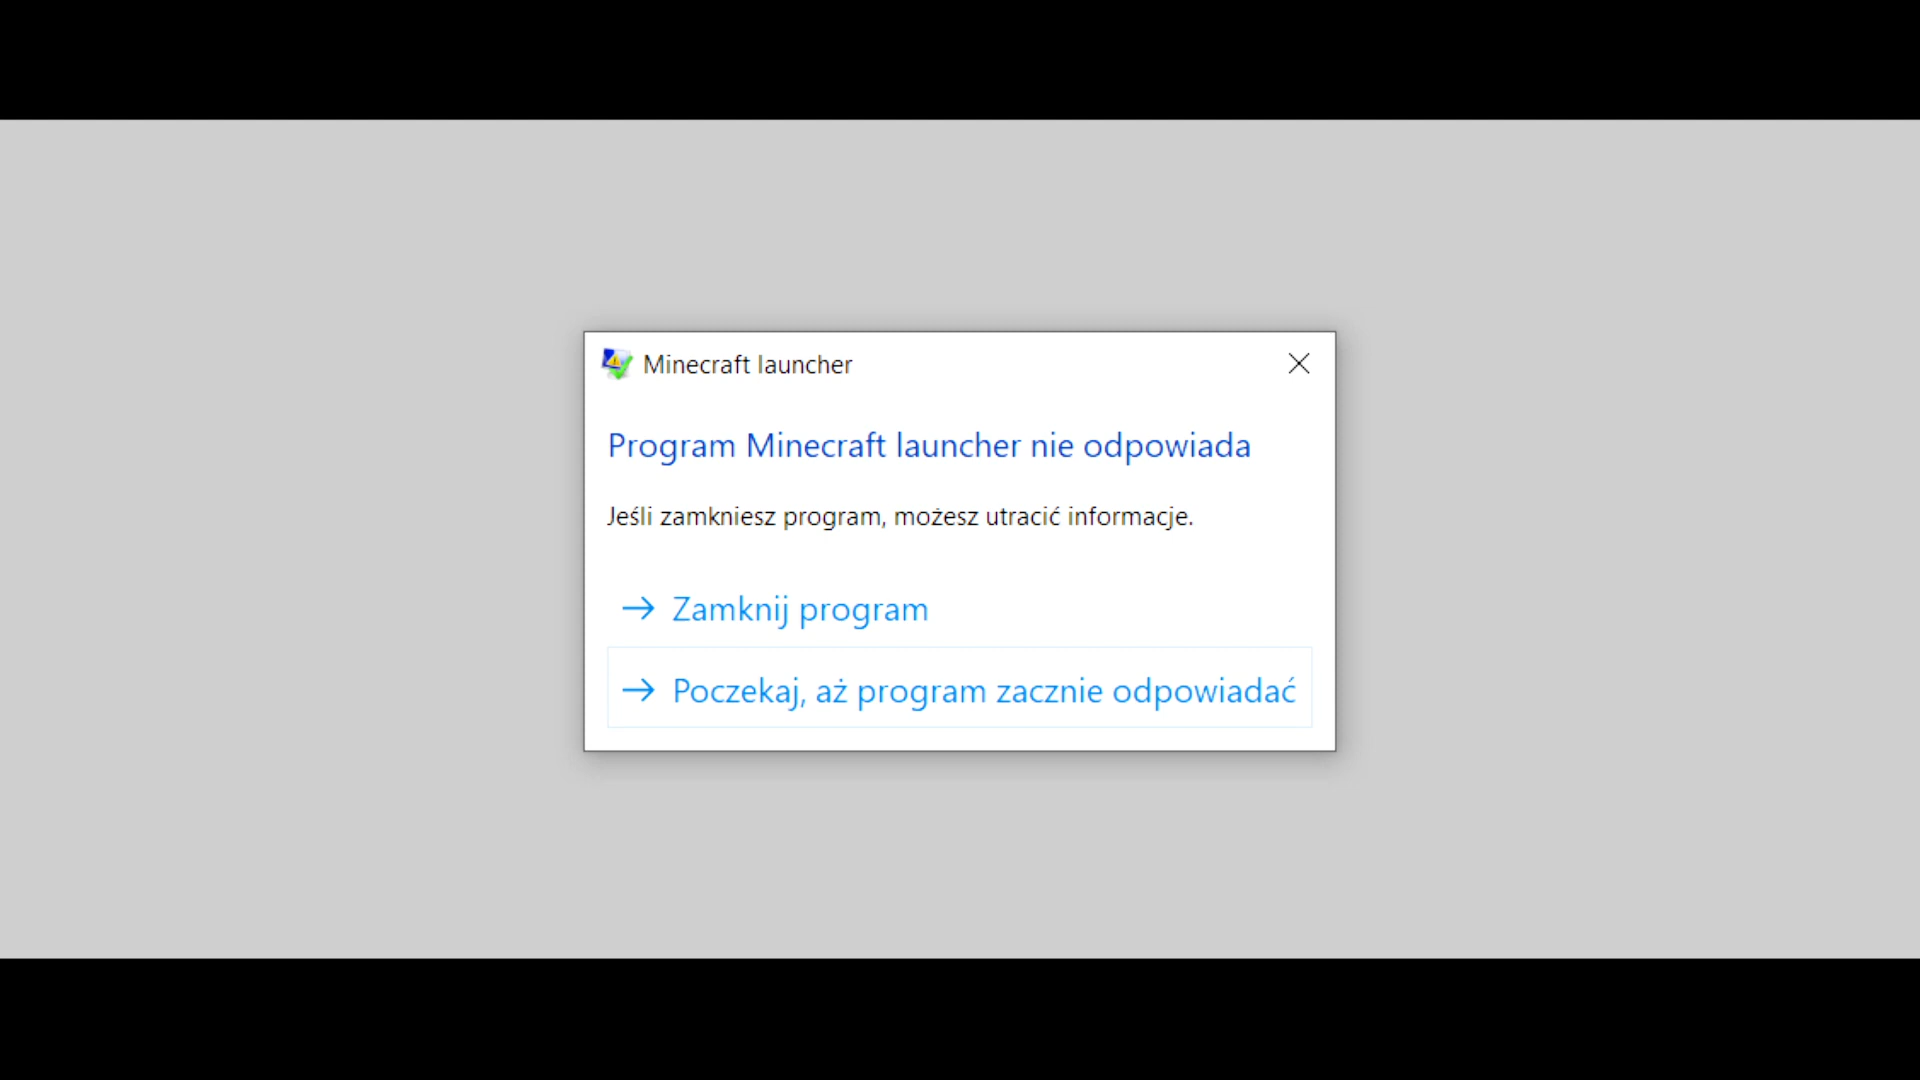 Minecraft launcher
Program Minecraft launcher nie odpowiada
Jeśli zamkniesz program, możesz utracić informacje.
Zamknij program
Poczekaj, aż program zacznie odpowiadać